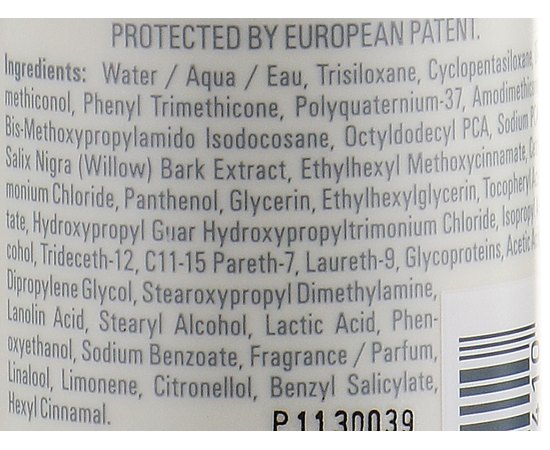 PROTECTED BY EUROPEAN PATENT.
Ingredients: Water / Aqua / Eau, Trisiloxane, Cyclopentasiloxane,
methiconol, Phenyl Trimethicone, Polyquaternium-37, Amodimethic
Bis-Methoxypropylamido Isodocosane, Octyldodecyl PCA, Sodium P
Salix Nigra (Willow) Bark Extract, Ethylhexyl Methoxycinnamate, Ce
monium Chloride, Panthenol, Glycerin, Ethylhexylglycerin, Tocopheryl A
tate, Hydroxypropyl Guar Hydroxypropyltrimonium Chloride, Isopropyl A
cohol, Trideceth-12, C11-15 Pareth-7, Laureth-9, Glycoproteins, Acetic A
Dipropylene Glycol, Stearoxypropyl Dimethylamine,
Lanolin Acid, Stearyl Alcohol, Lactic Acid, Phen-
oxyethanol, Sodium Benzoate, Fragrance / Parfum,
Linalool, Limonene, Citronellol, Benzyl Salicylate,
Hexyl Cinnamal.
P1130039